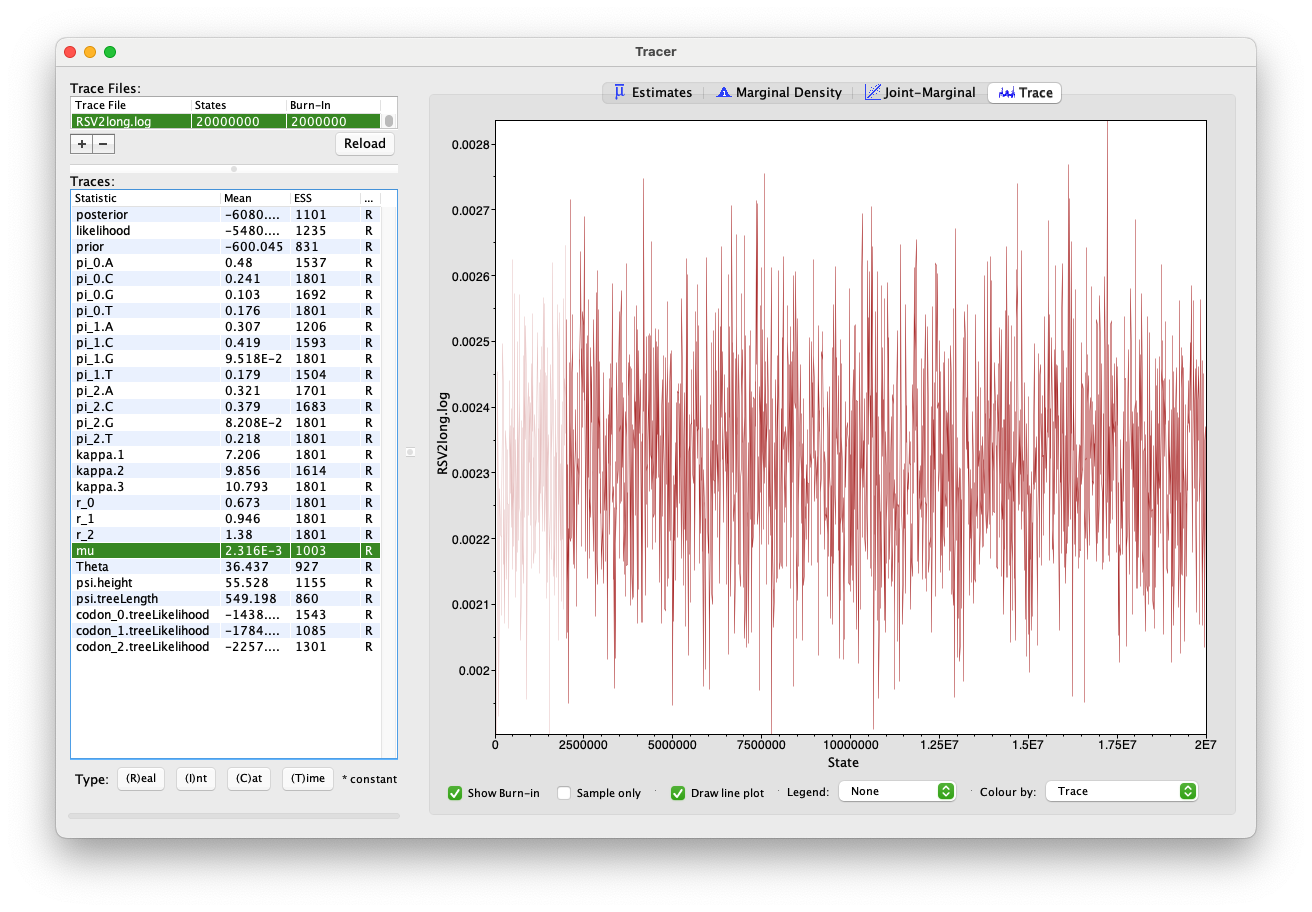 Tracer
Trace Files:
Trace File States Burn-In
RSV2long.log 20000000 2000000
+ − Reload
Traces:
Statistic Mean ESS ...
posterior -6080.... 1101 R
likelihood -5480.... 1235 R
prior -600.045 831 R
pi_0.A 0.48 1537 R
pi_0.C 0.241 1801 R
pi_0.G 0.103 1692 R
pi_0.T 0.176 1801 R
pi_1.A 0.307 1206 R
pi_1.C 0.419 1593 R
pi_1.G 9.518E-2 1801 R
pi_1.T 0.179 1504 R
pi_2.A 0.321 1701 R
pi_2.C 0.379 1683 R
pi_2.G 8.208E-2 1801 R
pi_2.T 0.218 1801 R
kappa.1 7.206 1801 R
kappa.2 9.856 1614 R
kappa.3 10.793 1801 R
r_0 0.673 1801 R
r_1 0.946 1801 R
r_2 1.38 1801 R
mu 2.316E-3 1003 R
Theta 36.437 927 R
psi.height 55.528 1155 R
psi.treeLength 549.198 860 R
codon_0.treeLikelihood -1438.... 1543 R
codon_1.treeLikelihood -1784.... 1085 R
codon_2.treeLikelihood -2257.... 1301 R
Type: (R)eal (I)nt (C)at (T)ime * constant
Estimates Marginal Density Joint-Marginal Trace
0.0028
0.0027
0.0026
0.0025
0.0024
0.0023
0.0022
0.0021
0.002
RSV2long.log
0 2500000 5000000 7500000 10000000 1.25E7 1.5E7 1.75E7 2E7
State
Show Burn-in Sample only Draw line plot Legend: None Colour by: Trace